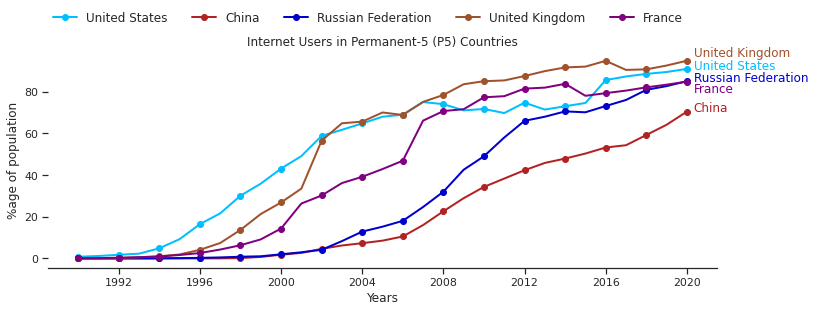 United States China Russian Federation United Kingdom France
Internet Users in Permanent-5 (P5) Countries
United Kingdom
United States
Russian Federation
France
China
%age of population
80
60
40
20
0
1992 1996 2000 2004 2008 2012 2016 2020
Years